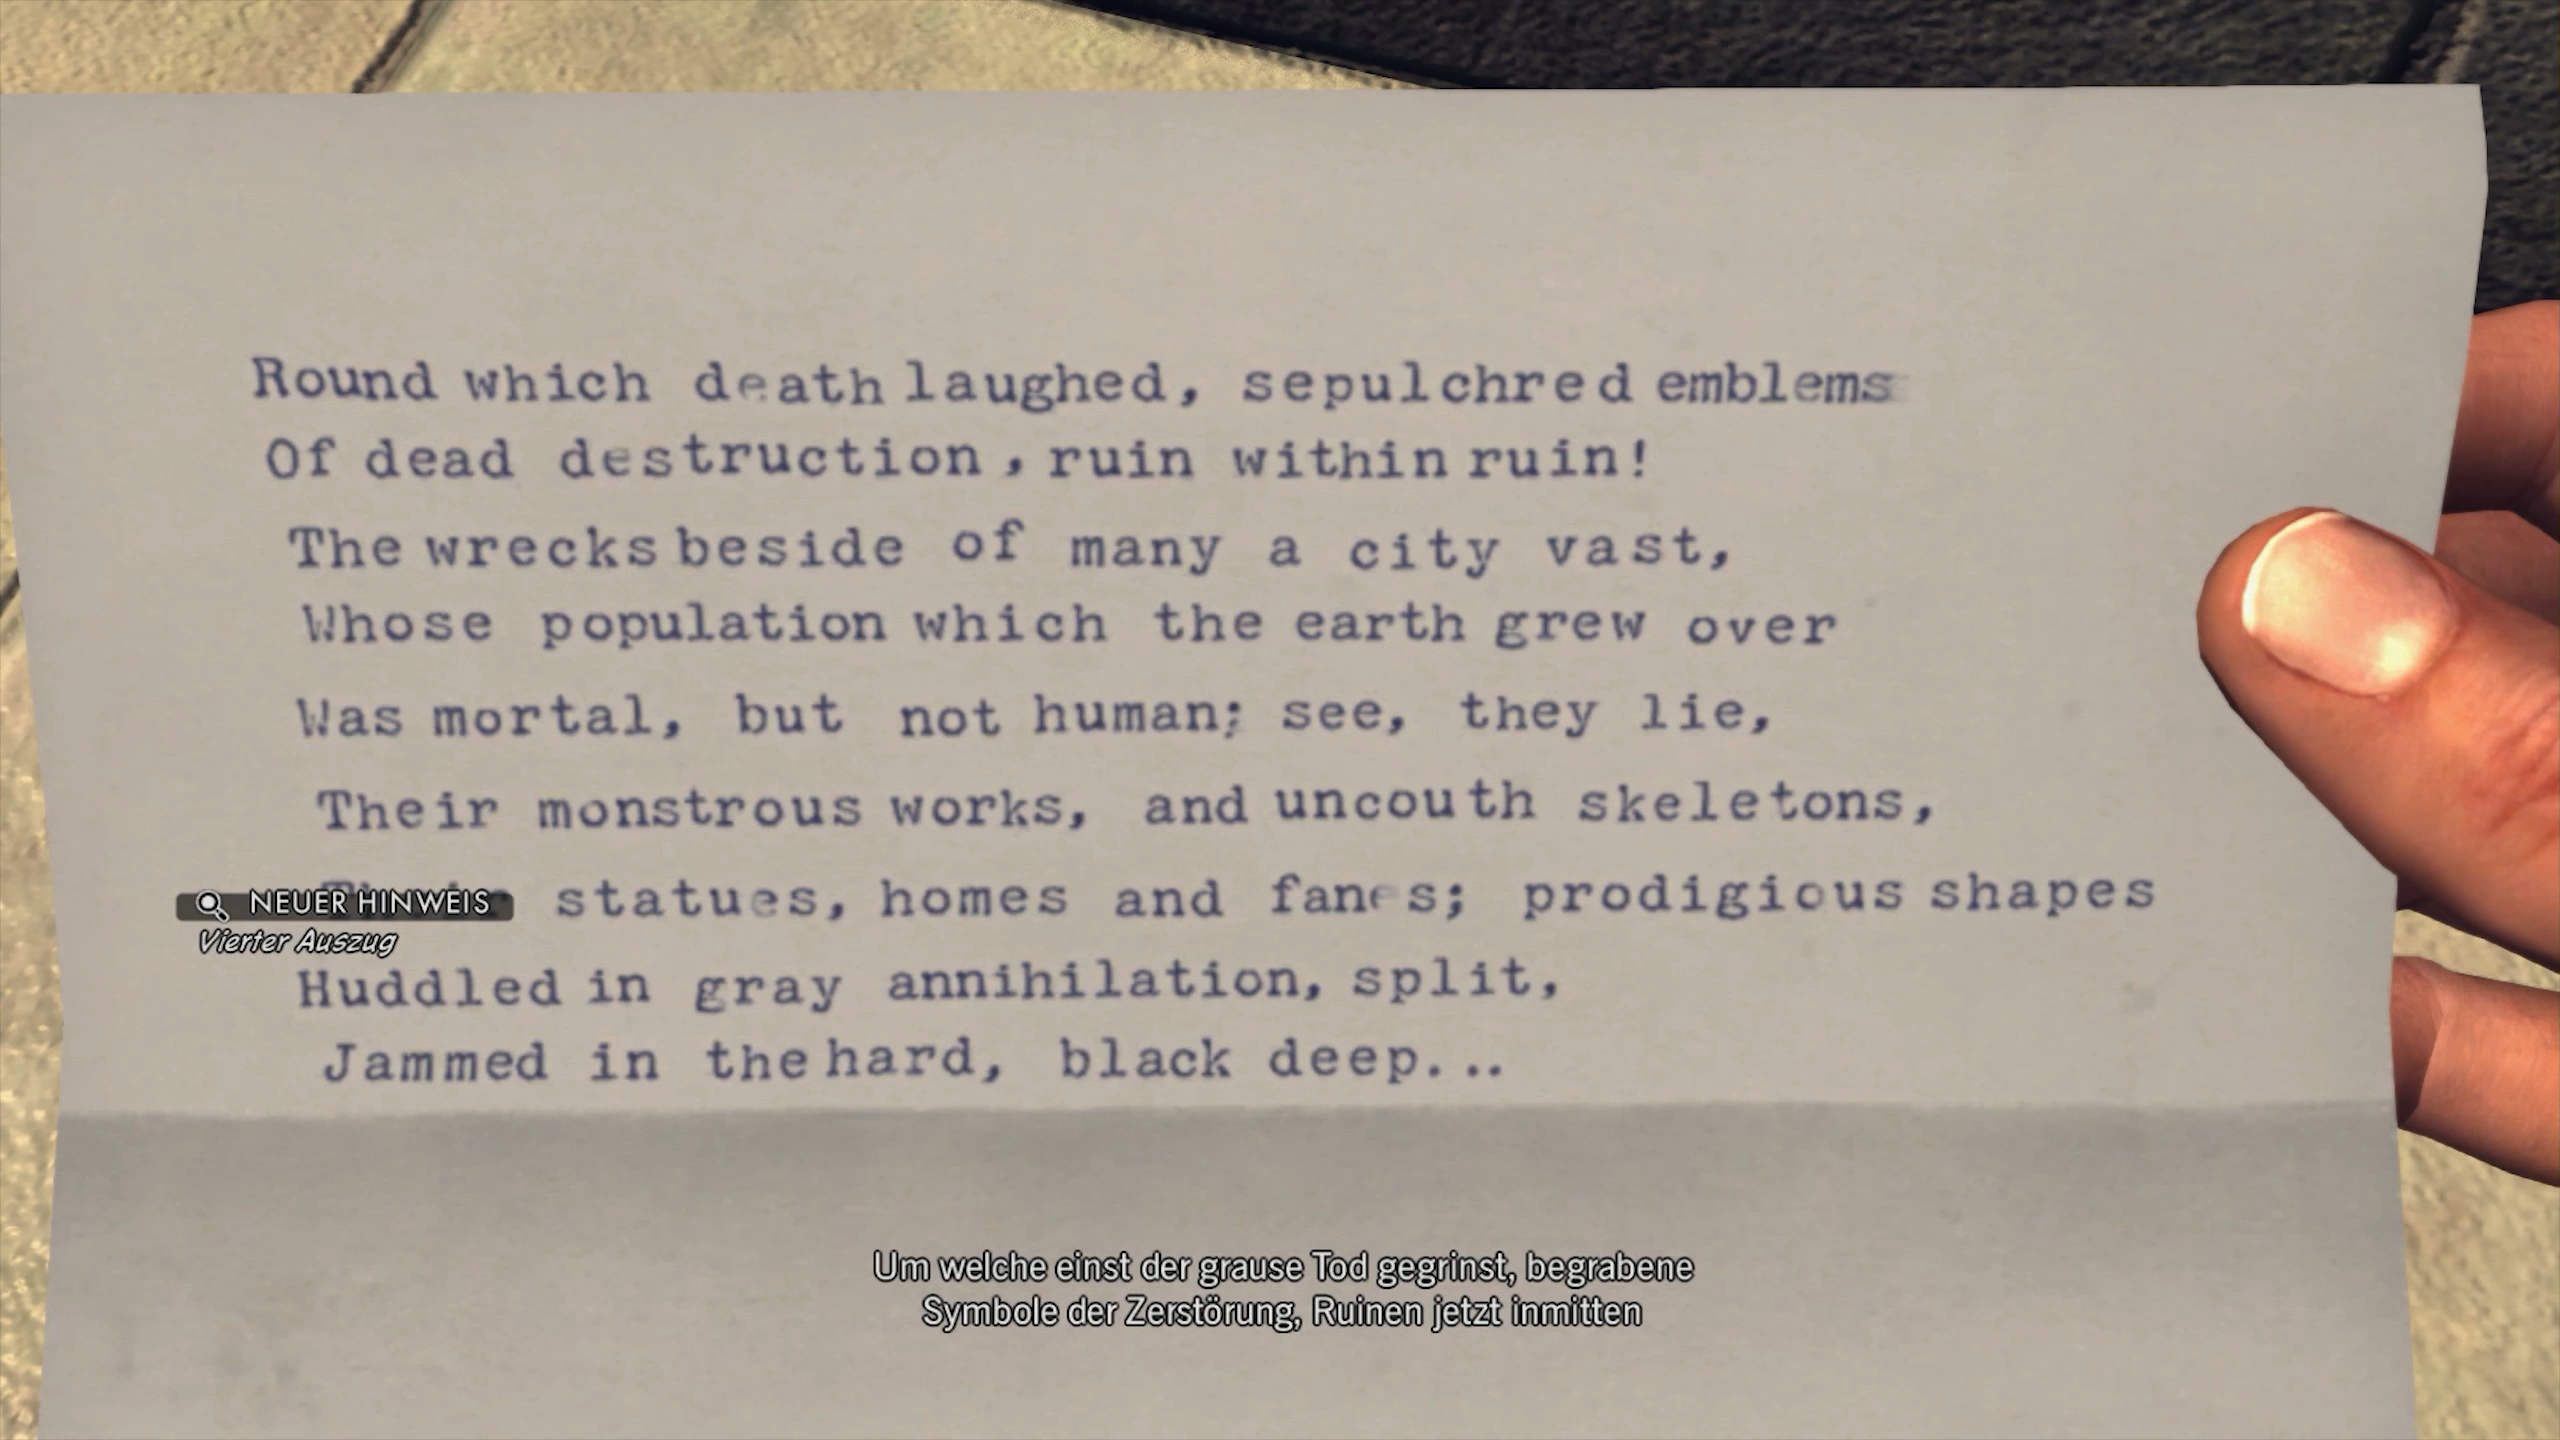 Round which death laughed, sepulchred emblems
Of dead destruction, ruin within ruin!
The wrecks beside of many a city vast,
Whose population which the earth grew over
Was mortal, but not human; see, they lie,
Their monstrous works, and uncouth skeletons,
statues, homes and fanes; prodigious shapes
NEUER HINWEIS
Vierter Auszug
Huddled in gray annihilation, split,
Jammed in the hard, black deep...
Um welche einst der grause Tod gegrinst, begrabene
Symbole der Zerstörung, Ruinen jetzt inmitten